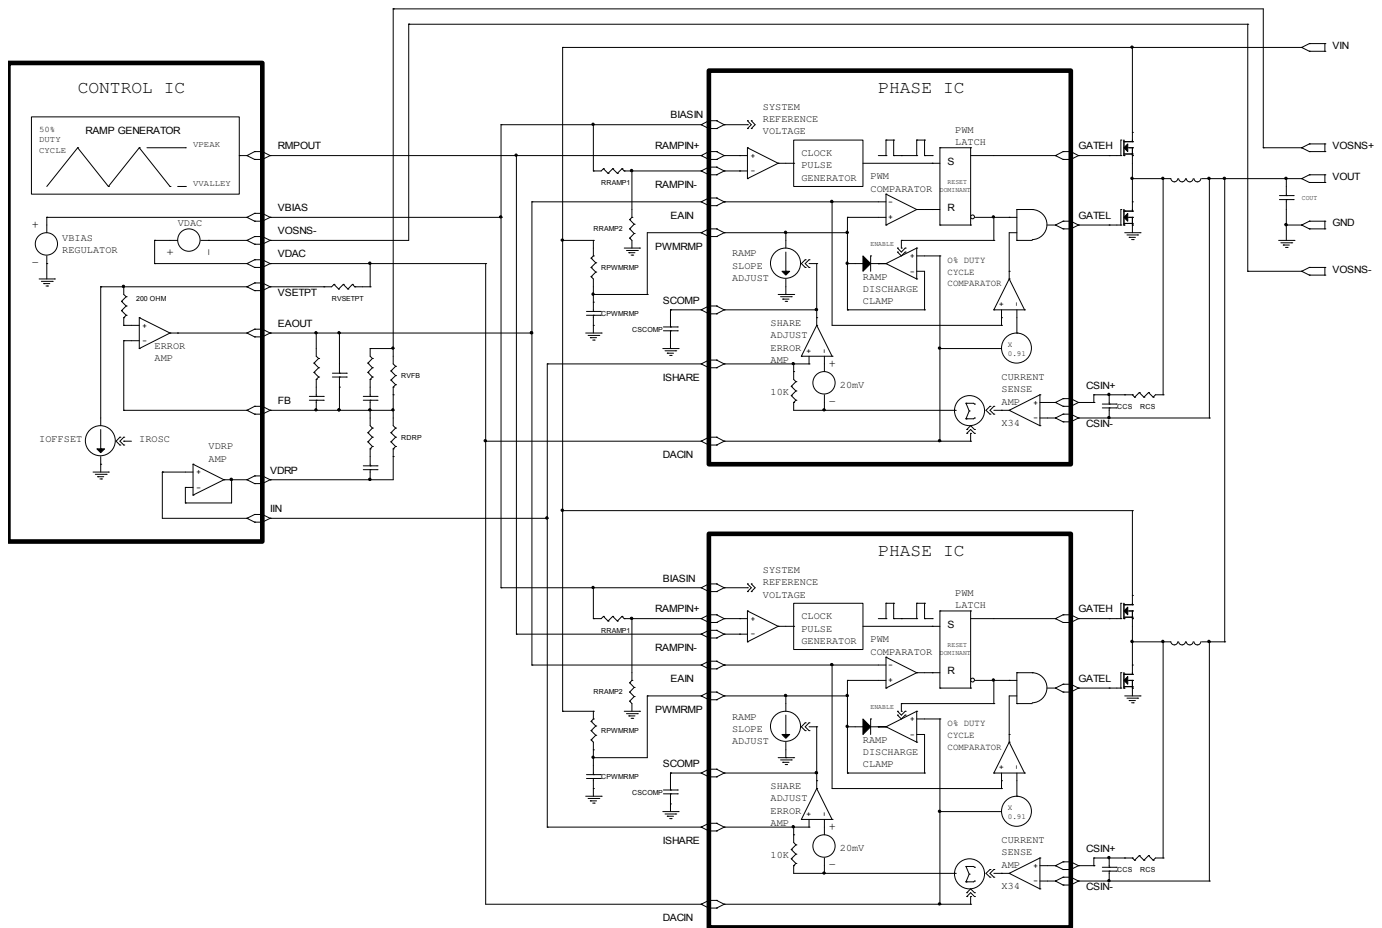 VIN
CONTROL IC
50%
DUTY
CYCLE
RAMP GENERATOR
VPEAK
VVALLEY
RMPOUT
VBIAS
VOSNS-
VDAC
VSETPT
EAOUT
FB
VDRP
IIN
+
VBIAS
REGULATOR
−
VDAC
+
−
200 OHM
RVSETPT
+
−
ERROR
AMP
RVFB
RDRP
IOFFSET
IROSC
VDRP
AMP
+
−
PHASE IC
BIASIN
RAMPIN+
RAMPIN-
EAIN
PWMRMP
SCOMP
ISHARE
DACIN
RRAMP1
RRAMP2
RPWMRMP
CPWMRMP
CSCOMP
SYSTEM
REFERENCE
VOLTAGE
+
−
CLOCK
PULSE
GENERATOR
PWM
LATCH
S
RESET
DOMINANT
R
PWM
COMPARATOR
−
+
ENABLE
RAMP
SLOPE
ADJUST
+
−
RAMP
DISCHARGE
CLAMP
0% DUTY
CYCLE
COMPARATOR
+
−
SHARE
ADJUST
ERROR
AMP
+
−
+
20mV
−
10K
X
0.91
Σ
CURRENT
SENSE
AMP
X34
+
−
GATEH
GATEL
CSIN+
CSIN-
CCS
RCS
VOSNS+
VOUT
COUT
GND
VOSNS-
PHASE IC
BIASIN
RAMPIN+
RAMPIN-
EAIN
PWMRMP
SCOMP
ISHARE
DACIN
RRAMP1
RRAMP2
RPWMRMP
CPWMRMP
CSCOMP
SYSTEM
REFERENCE
VOLTAGE
+
−
CLOCK
PULSE
GENERATOR
PWM
LATCH
S
RESET
DOMINANT
R
PWM
COMPARATOR
−
+
ENABLE
RAMP
SLOPE
ADJUST
+
−
RAMP
DISCHARGE
CLAMP
0% DUTY
CYCLE
COMPARATOR
+
−
SHARE
ADJUST
ERROR
AMP
+
−
+
20mV
−
10K
X
0.91
Σ
CURRENT
SENSE
AMP
X34
+
−
GATEH
GATEL
CSIN+
CSIN-
CCS
RCS